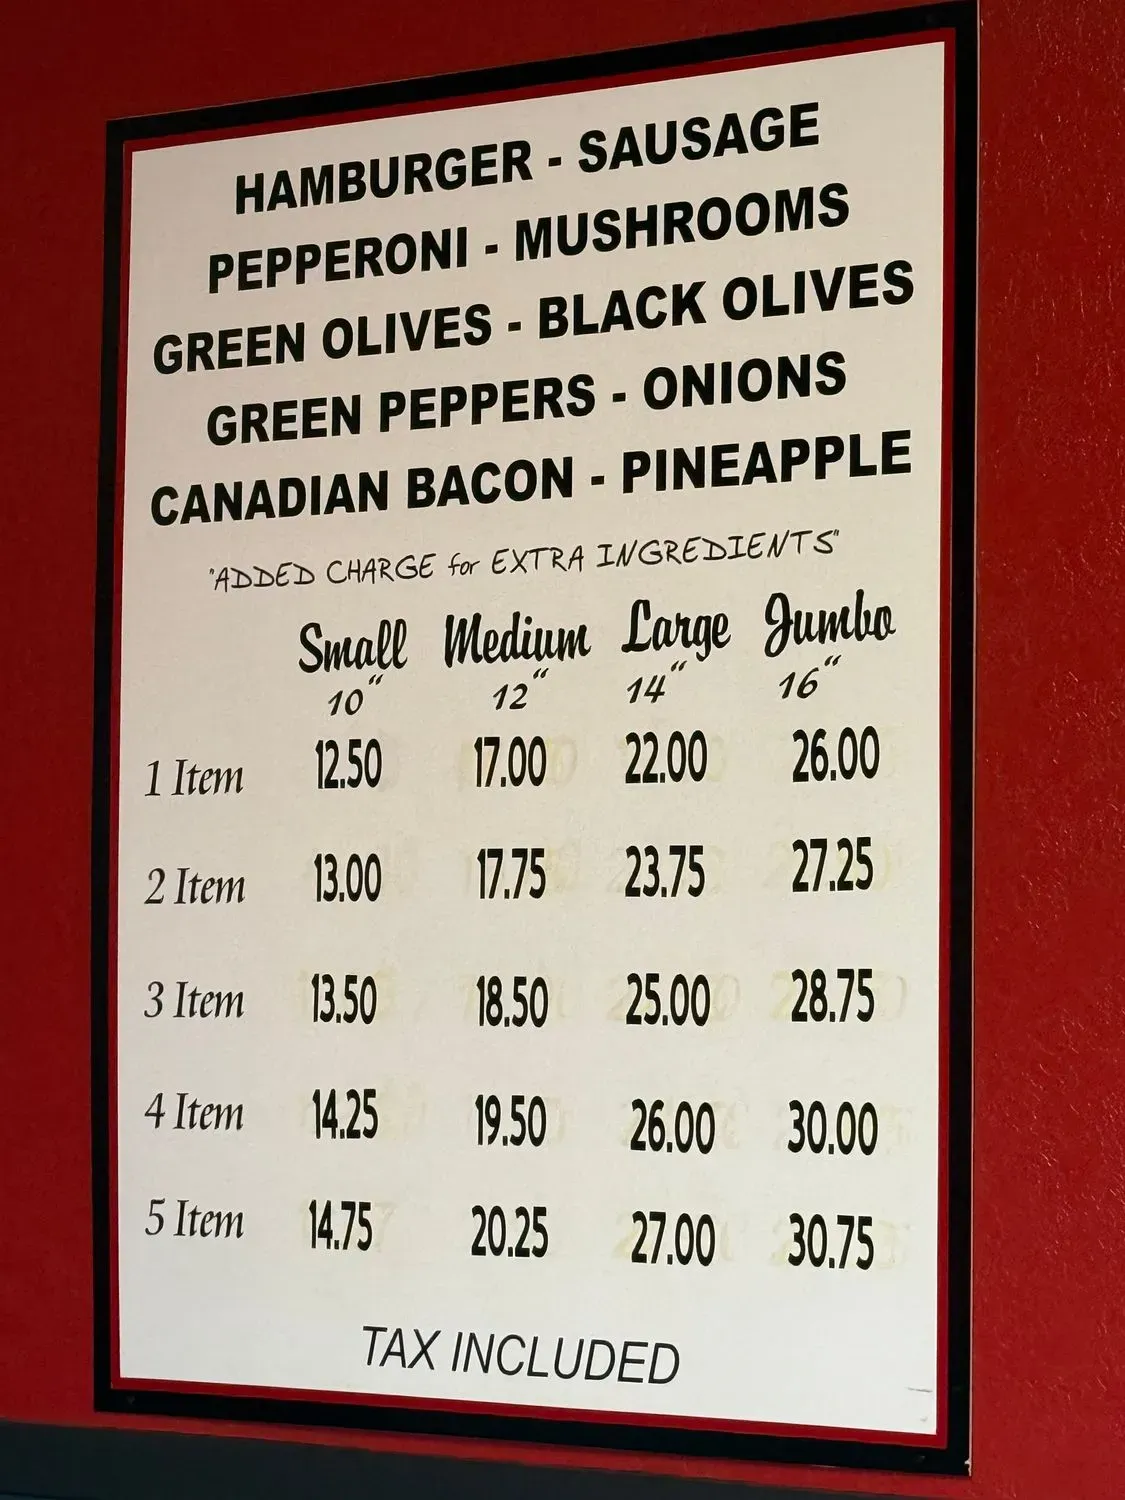 HAMBURGER - SAUSAGE
PEPPERONI - MUSHROOMS
GREEN OLIVES - BLACK OLIVES
GREEN PEPPERS - ONIONS
CANADIAN BACON - PINEAPPLE
"ADDED CHARGE for EXTRA INGREDIENTS"
Small Medium Large Jumbo
10" 12" 14" 16"
1 Item 12.50 17.00 22.00 26.00
2 Item 13.00 17.75 23.75 27.25
3 Item 13.50 18.50 25.00 28.75
4 Item 14.25 19.50 26.00 30.00
5 Item 14.75 20.25 27.00 30.75
TAX INCLUDED